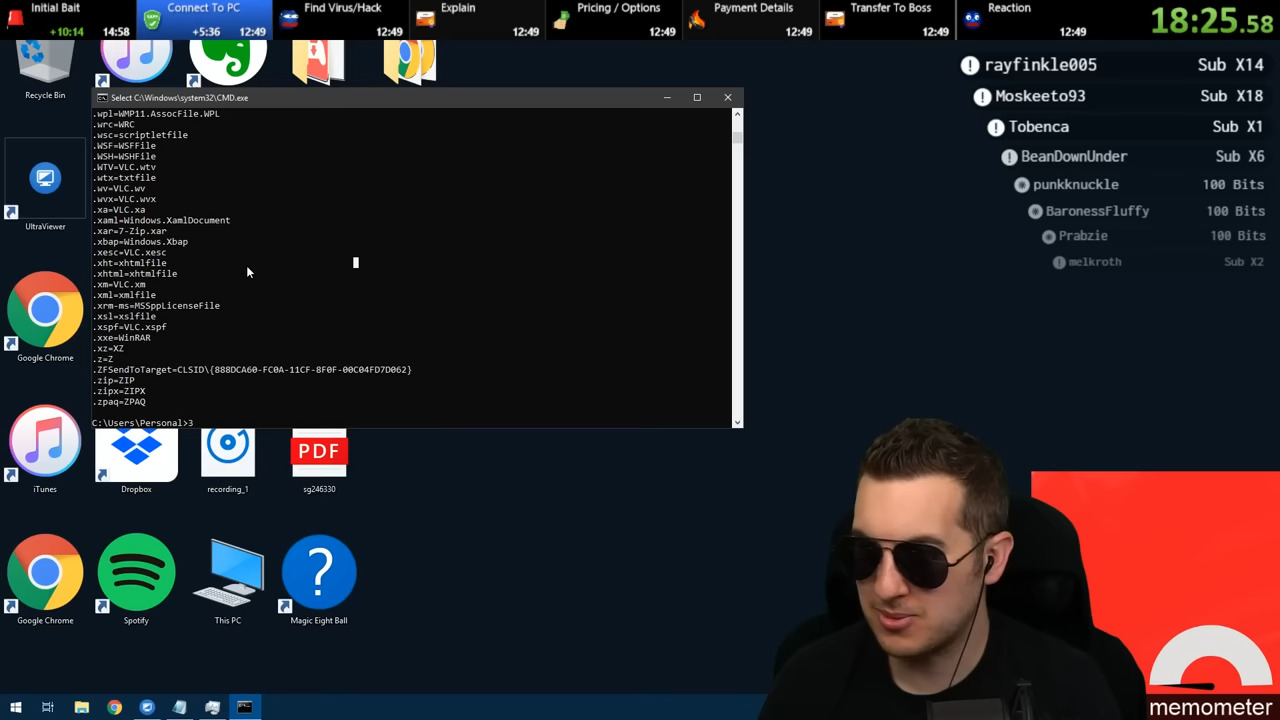 Initial Bait
+10:14 14:58
Connect To PC
+5:36 12:49
Find Virus/Hack
12:49
Explain
12:49
Pricing / Options
12:49
Payment Details
12:49
Transfer To Boss
12:49
Reaction
12:49
18:25.58
rayfinkle005 Sub X14
Moskeeto93 Sub X18
Tobenca Sub X1
BeanDownUnder Sub X6
punkknuckle 100 Bits
BaronessFluffy 100 Bits
Prabzie 100 Bits
melkroth Sub X2
Recycle Bin
UltraViewer
Google Chrome
iTunes
Dropbox
recording_1
PDF
sg246330
Google Chrome
Spotify
This PC
?
Magic Eight Ball
Select C:\Windows\system32\CMD.exe
.wpl=WMP11.AssocFile.WPL
.wrc=WRC
.wsc=scriptletfile
.WSF=WSFFile
.WSH=WSHFile
.WTV=VLC.wtv
.wtx=txtfile
.wv=VLC.wv
.wvx=VLC.wvx
.xa=VLC.xa
.xaml=Windows.XamlDocument
.xar=7-Zip.xar
.xbap=Windows.Xbap
.xesc=VLC.xesc
.xht=xhtmlfile
.xhtml=xhtmlfile
.xm=VLC.xm
.xml=xmlfile
.xrm-ms=MSSppLicenseFile
.xsl=xslfile
.xspf=VLC.xspf
.xxe=WinRAR
.xz=XZ
.z=Z
.ZFSendToTarget=CLSID\{888DCA60-FC0A-11CF-8F0F-00C04FD7D062}
.zip=ZIP
.zipx=ZIPX
.zpaq=ZPAQ
C:\Users\Personal>3
memometer